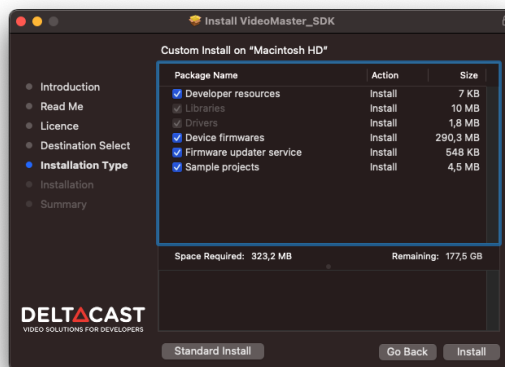 Install VideoMaster_SDK
Custom Install on “Macintosh HD”
Introduction
Read Me
Licence
Destination Select
Installation Type
Installation
Summary
Package Name Action Size
Developer resources Install 7 KB
Libraries Install 10 MB
Drivers Install 1,8 MB
Device firmwares Install 290,3 MB
Firmware updater service Install 548 KB
Sample projects Install 4,5 MB
Space Required: 323,2 MB Remaining: 177,5 GB
DELTACAST
VIDEO SOLUTIONS FOR DEVELOPERS
Standard Install Go Back Install